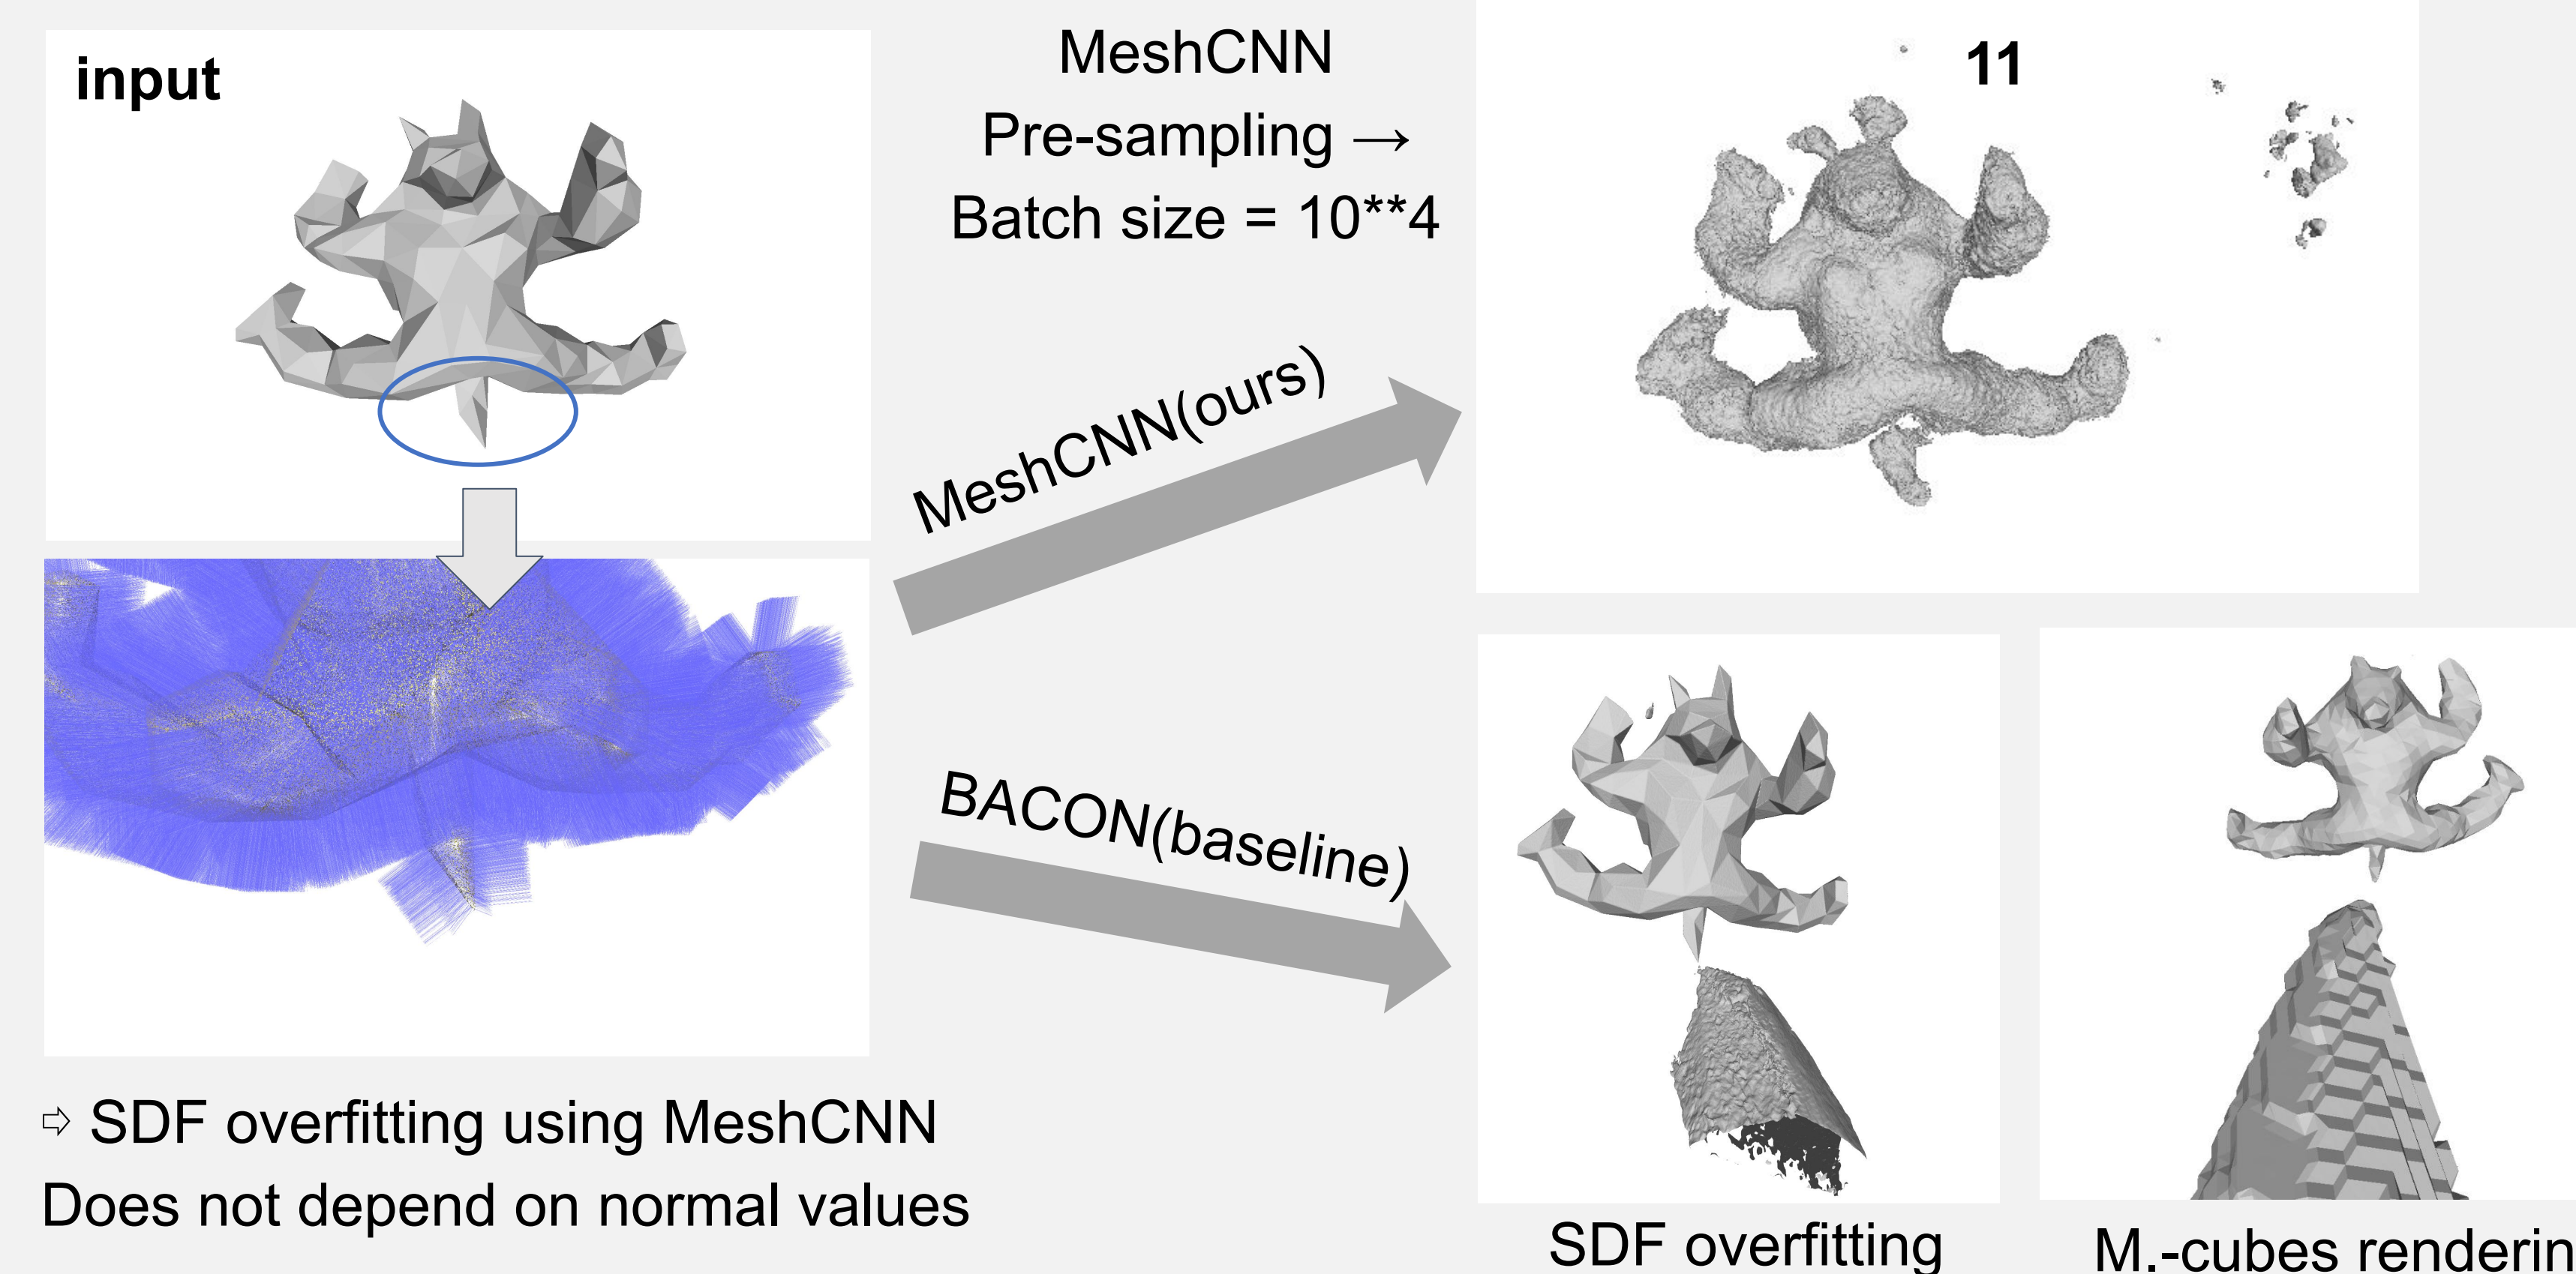 input
MeshCNN
Pre-sampling →
Batch size = 10**4
11
MeshCNN(ours)
BACON(baseline)
⇨ SDF overfitting using MeshCNN
Does not depend on normal values
SDF overfitting
M.-cubes renderin